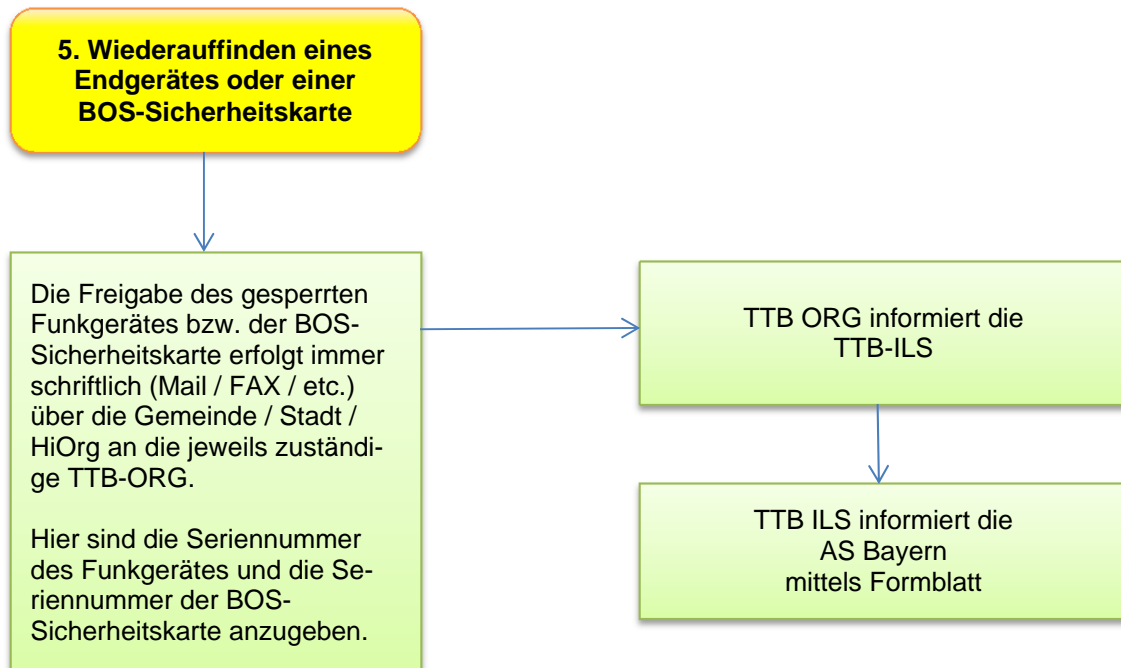 5. Wiederauffinden eines
Endgerätes oder einer
BOS-Sicherheitskarte
Die Freigabe des gesperrten
Funkgerätes bzw. der BOS-
Sicherheitskarte erfolgt immer
schriftlich (Mail / FAX / etc.)
über die Gemeinde / Stadt /
HiOrg an die jeweils zuständi-
ge TTB-ORG.
Hier sind die Seriennummer
des Funkgerätes und die Se-
riennummer der BOS-
Sicherheitskarte anzugeben.
TTB ORG informiert die
TTB-ILS
TTB ILS informiert die
AS Bayern
mittels Formblatt